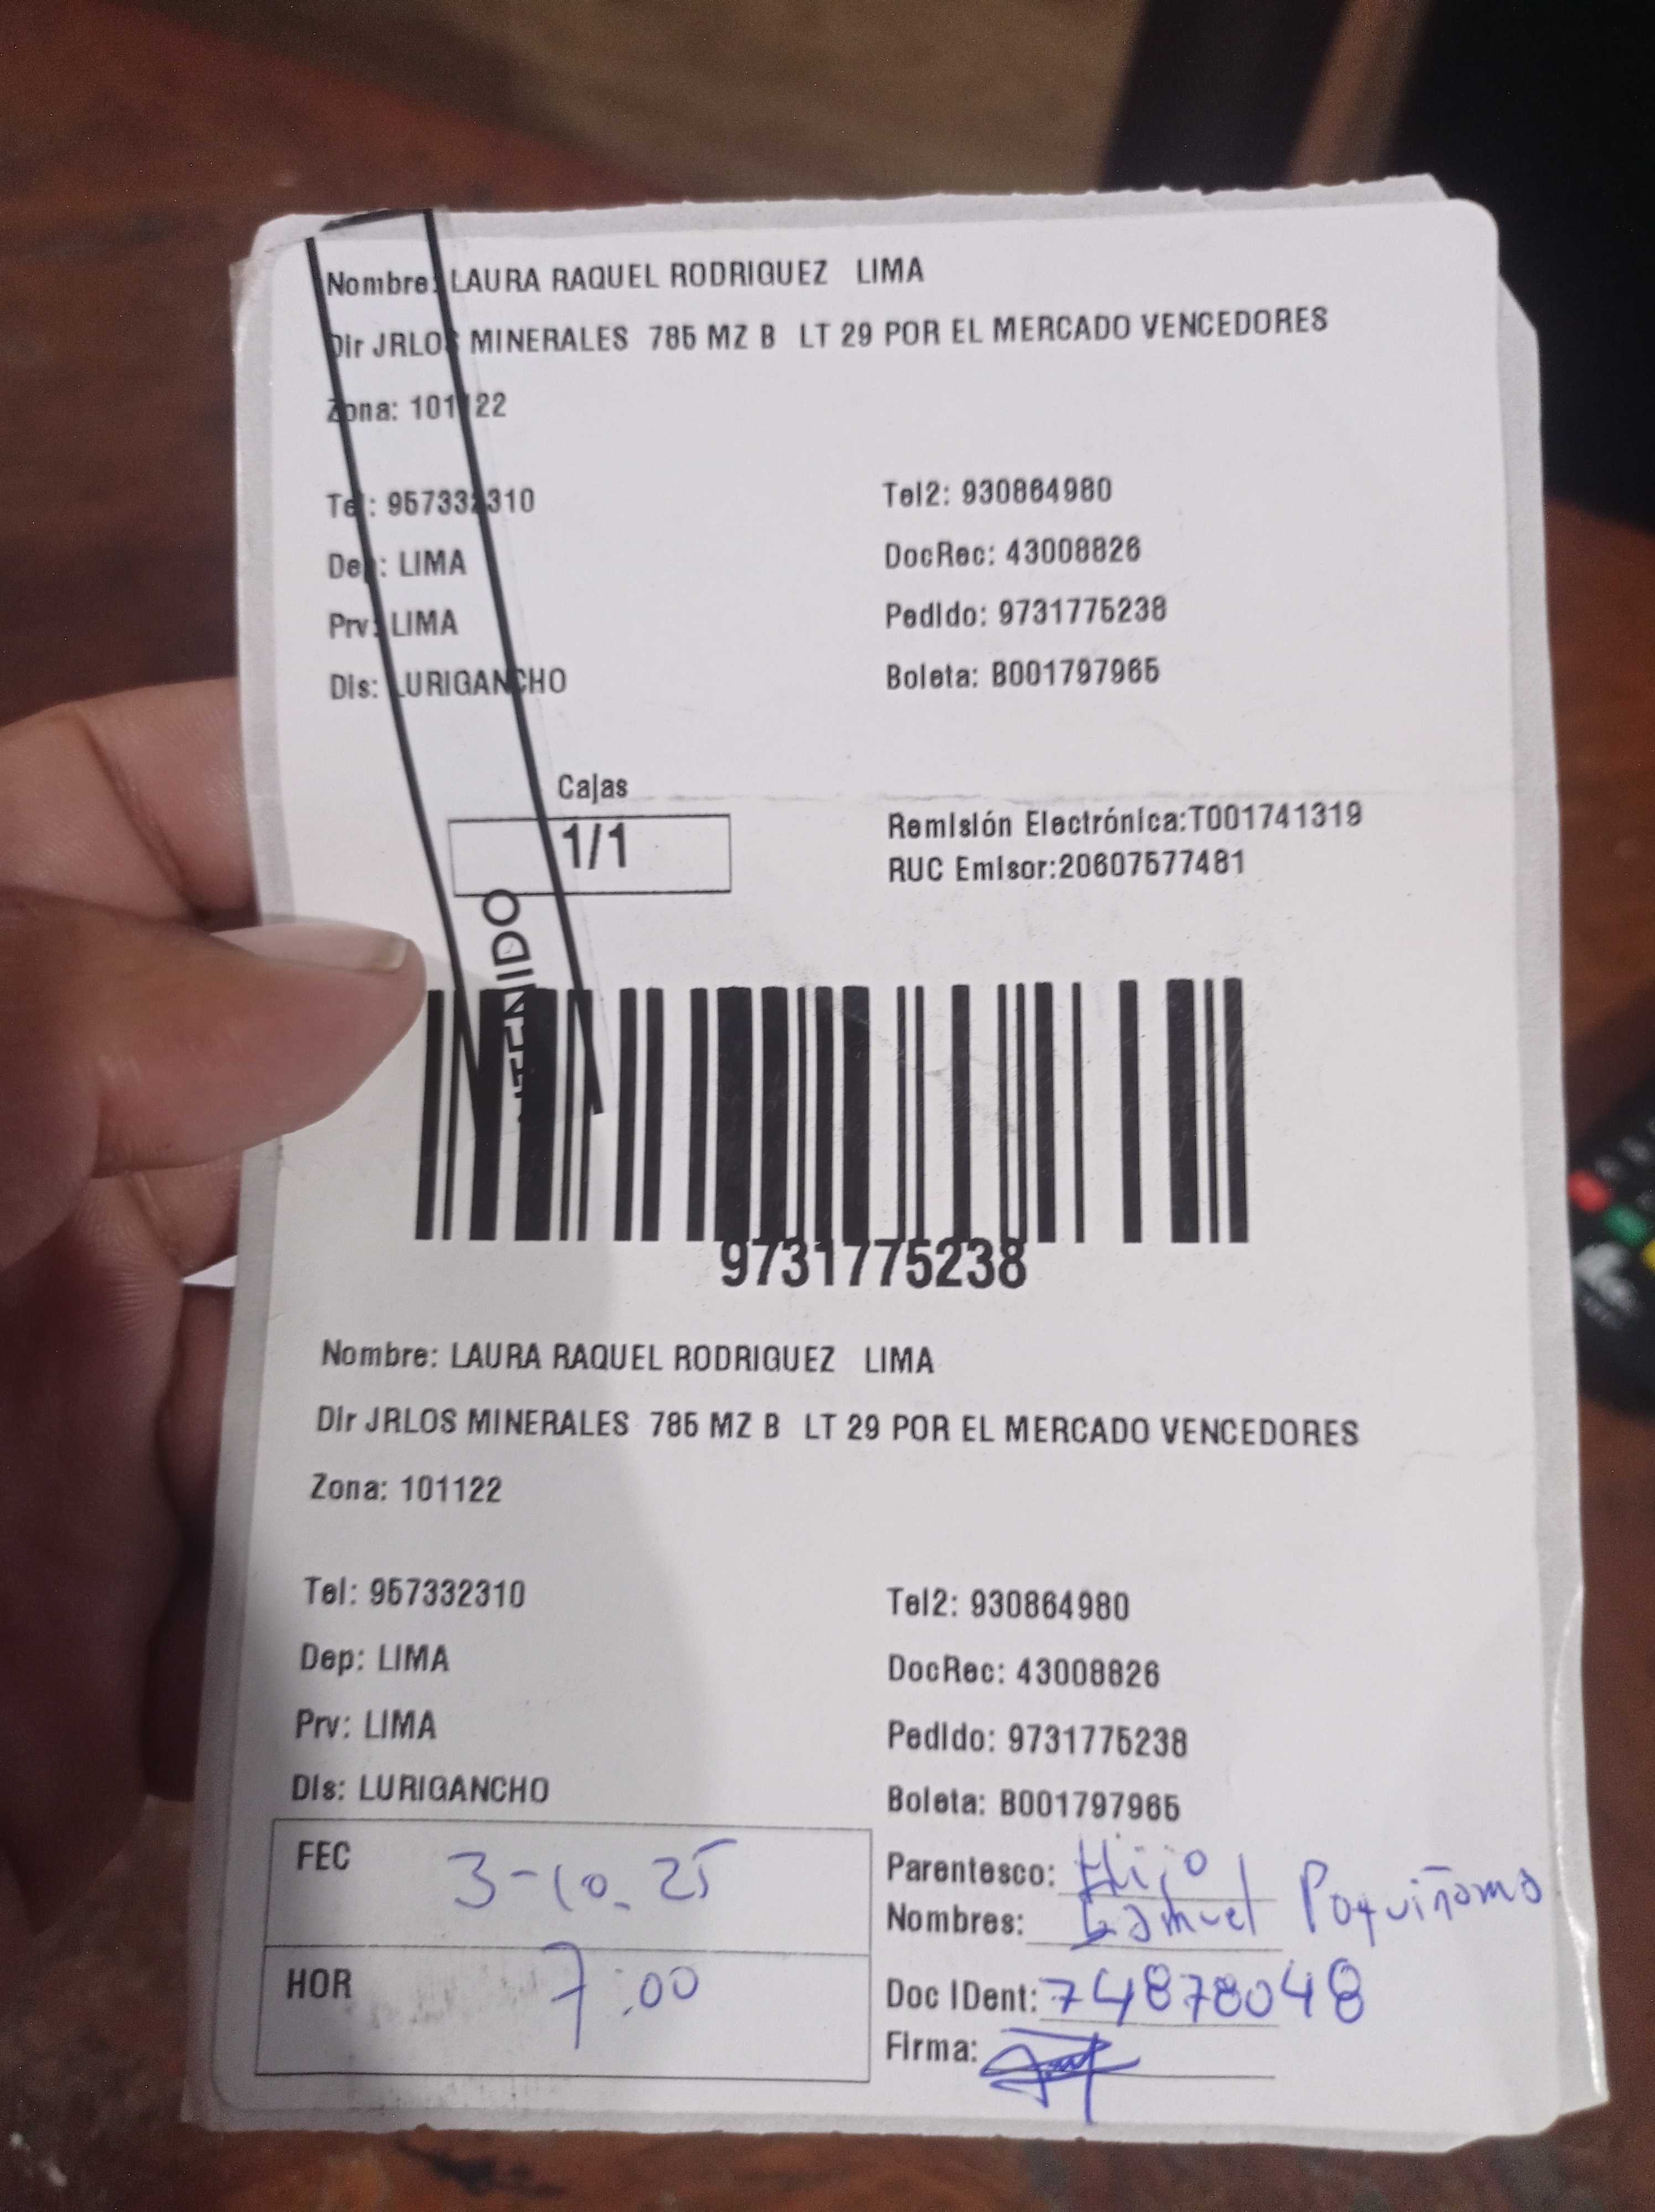 Nombre: LAURA RAQUEL RODRIGUEZ LIMA
Dir JRLOS MINERALES 785 MZ B LT 29 POR EL MERCADO VENCEDORES
Zona: 101122
Tel: 957332310 Tel2: 930864980
Dep: LIMA DocRec: 43008826
Prv: LIMA Pedido: 9731775238
Dis: LURIGANCHO Boleta: B001797965
Cajas
1/1
Remisión Electrónica:T001741319
RUC Emisor:20607577481
NTENIDO
9731775238
Nombre: LAURA RAQUEL RODRIGUEZ LIMA
Dir JRLOS MINERALES 785 MZ B LT 29 POR EL MERCADO VENCEDORES
Zona: 101122
Tel: 957332310 Tel2: 930864980
Dep: LIMA DocRec: 43008826
Prv: LIMA Pedido: 9731775238
Dis: LURIGANCHO Boleta: B001797965
FEC 3-10-25
Parentesco: Hijo
Nombres: Samuel
HOR 7:00
Doc IDent: 74878048
Firma: